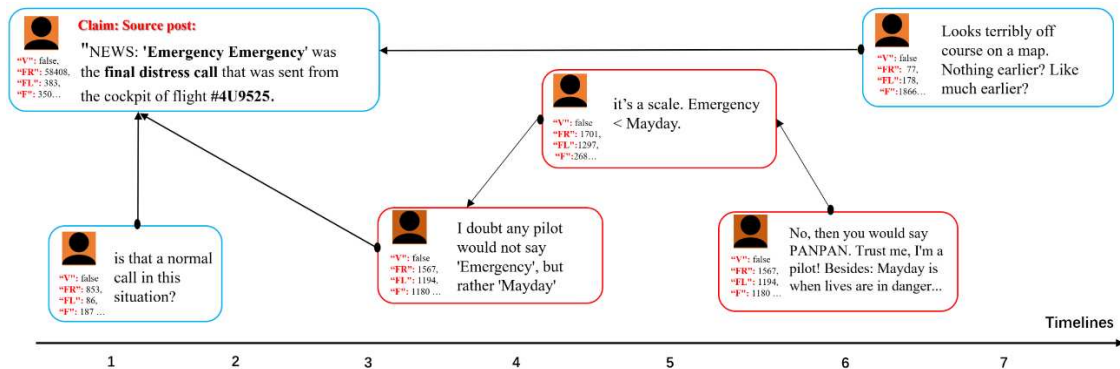 Claim: Source post:
"NEWS: 'Emergency Emergency' was
the final distress call that was sent from
the cockpit of flight #4U9525.
“V”: false,
“FR”: 58408,
“FL”: 383,
“F”: 350…
Looks terribly off
course on a map.
Nothing earlier? Like
much earlier?
“V”: false
“FR”: 77,
“FL”:178,
“F”:1866…
it’s a scale. Emergency
< Mayday.
“V”: false
“FR”: 1701,
“FL”:1297,
“F”:268…
is that a normal
call in this
situation?
“V”: false
“FR”: 853,
“FL”: 86,
“F”: 187 …
I doubt any pilot
would not say
'Emergency', but
rather 'Mayday'
“V”: false
“FR”: 1567,
“FL”: 1194,
“F”: 1180 …
No, then you would say
PANPAN. Trust me, I'm a
pilot! Besides: Mayday is
when lives are in danger...
“V”: false
“FR”: 1567,
“FL”: 1194,
“F”: 1180 …
Timelines
1 2 3 4 5 6 7